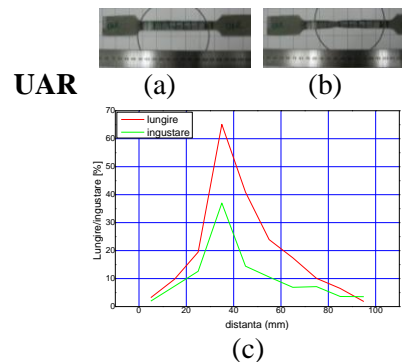 UAR
(a) (b)
70
60
50
40
30
20
10
0
Lungire/ingustare [%]
lungire
ingustare
0 20 40 60 80 100
distanta (mm)
(c)